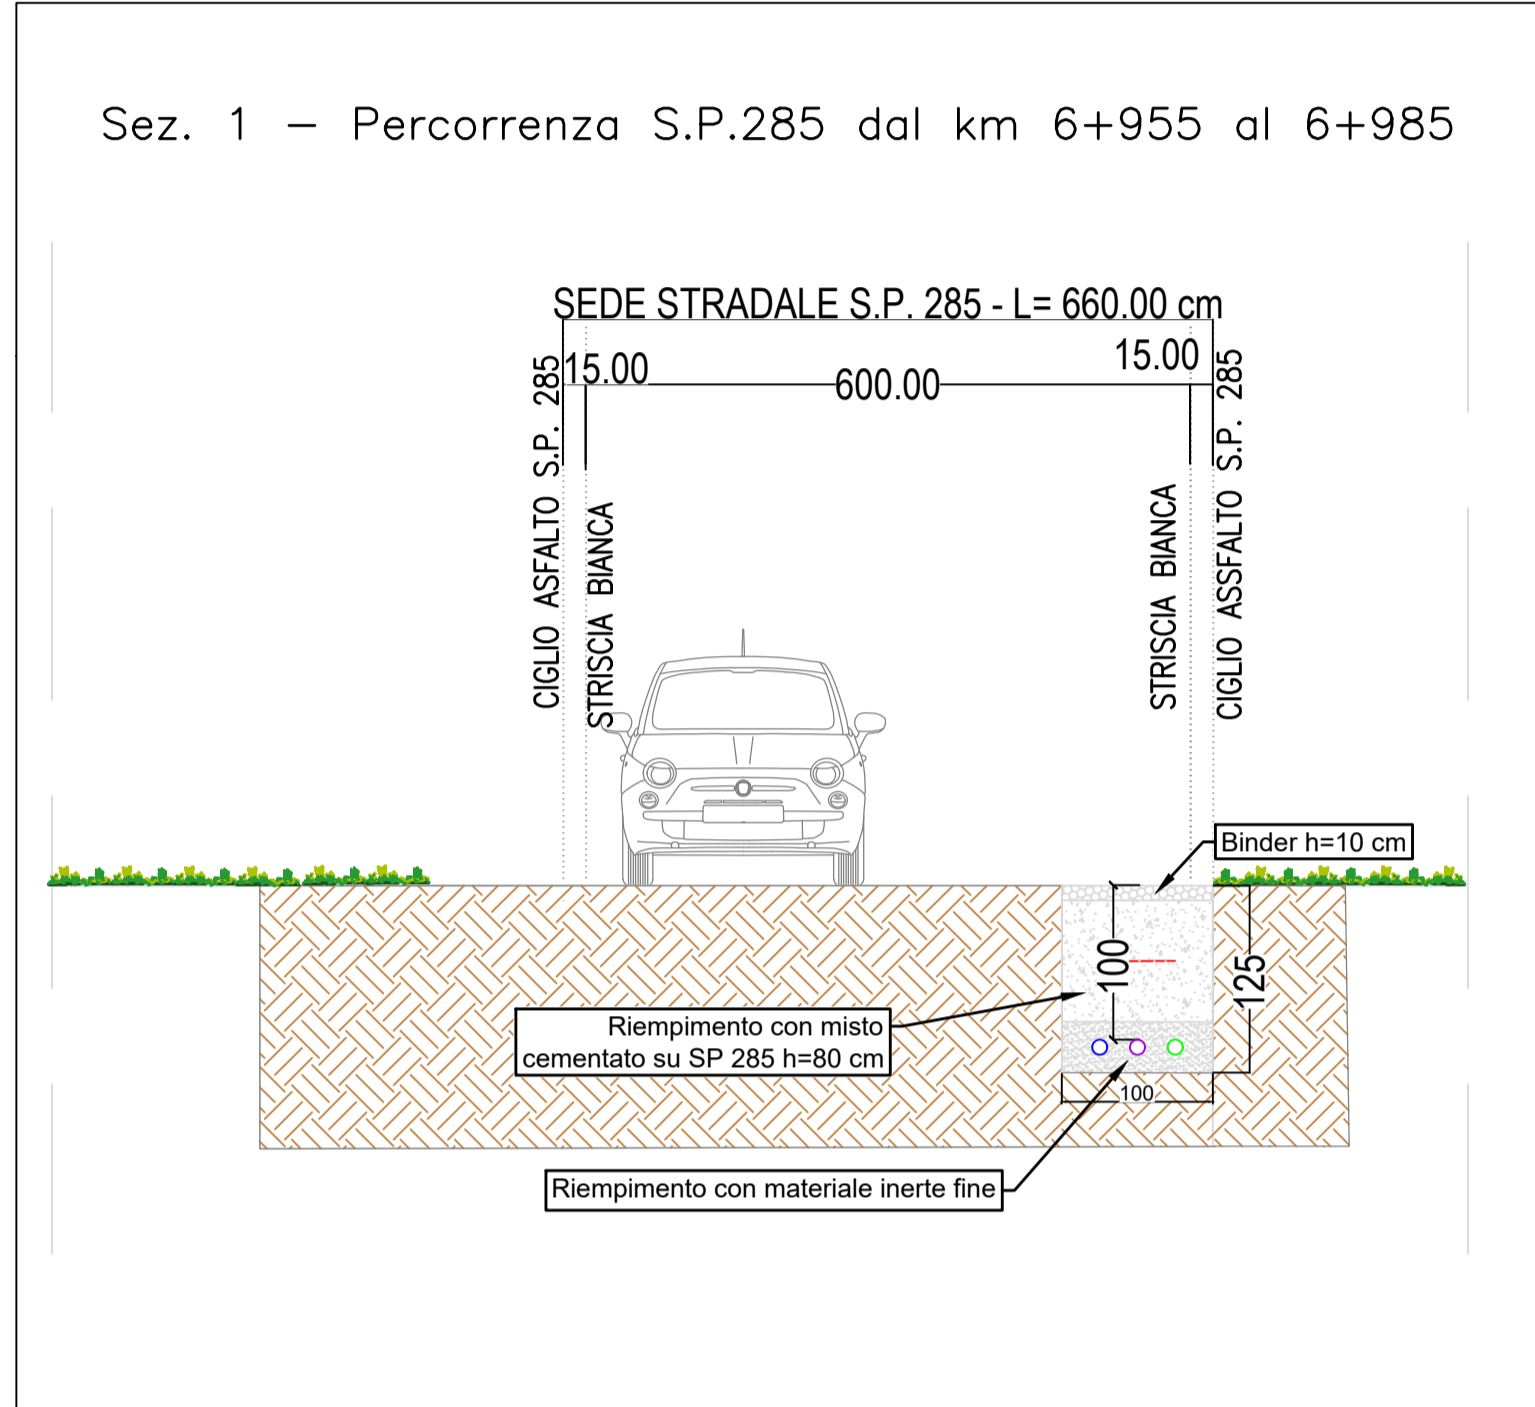 Sez. 1 – Percorrenza S.P.285 dal km 6+955 al 6+985
SEDE STRADALE S.P. 285 - L= 660.00 cm
15.00
600.00
15.00
CIGLIO ASFALTO S.P. 285
STRISCIA BIANCA
STRISCIA BIANCA
CIGLIO ASSFALTO S.P. 285
Binder h=10 cm
100
125
Riempimento con misto
cementato su SP 285 h=80 cm
100
Riempimento con materiale inerte fine